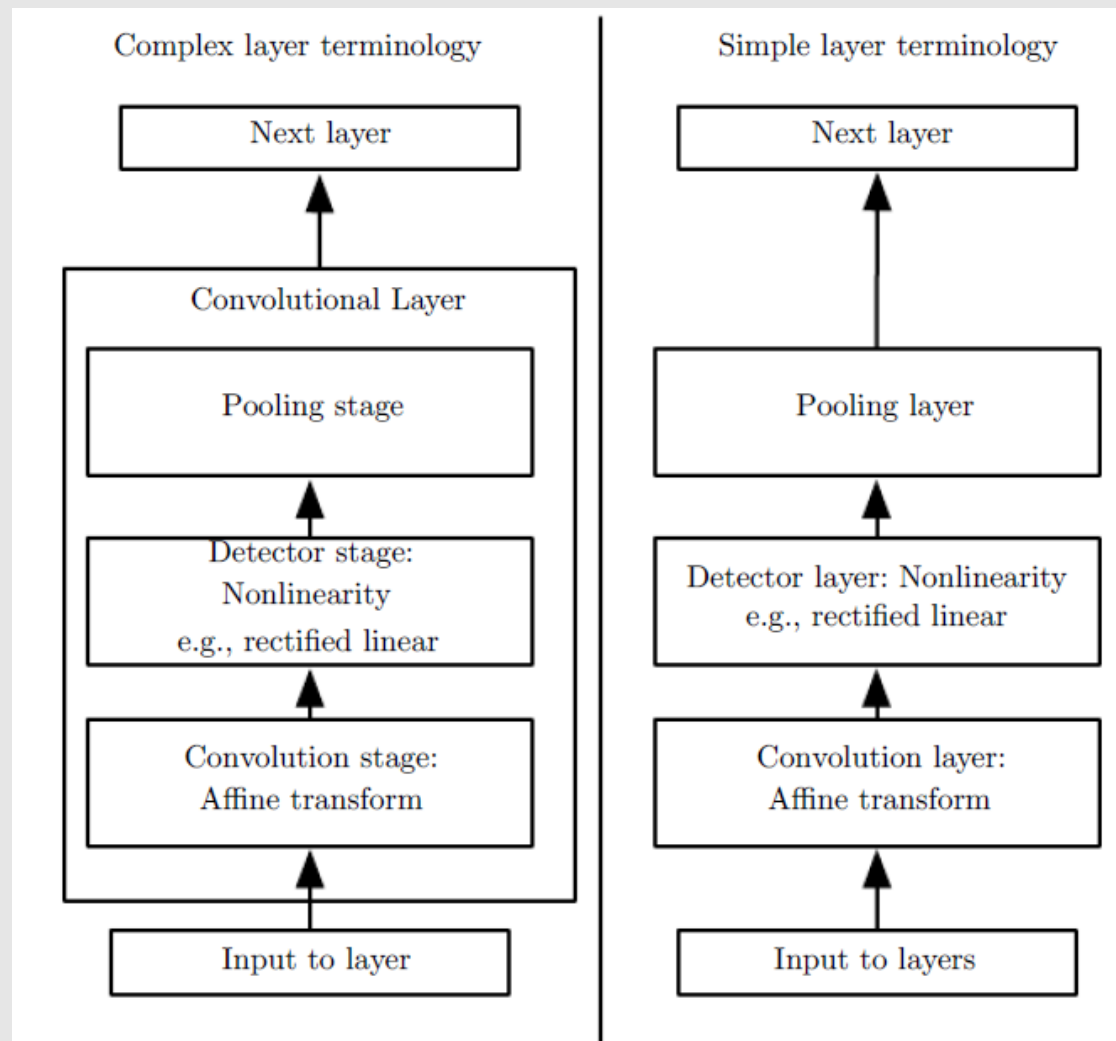 Complex layer terminology
Next layer
Convolutional Layer
Pooling stage
Detector stage:
Nonlinearity
e.g., rectified linear
Convolution stage:
Affine transform
Input to layer
Simple layer terminology
Next layer
Pooling layer
Detector layer: Nonlinearity
e.g., rectified linear
Convolution layer:
Affine transform
Input to layers